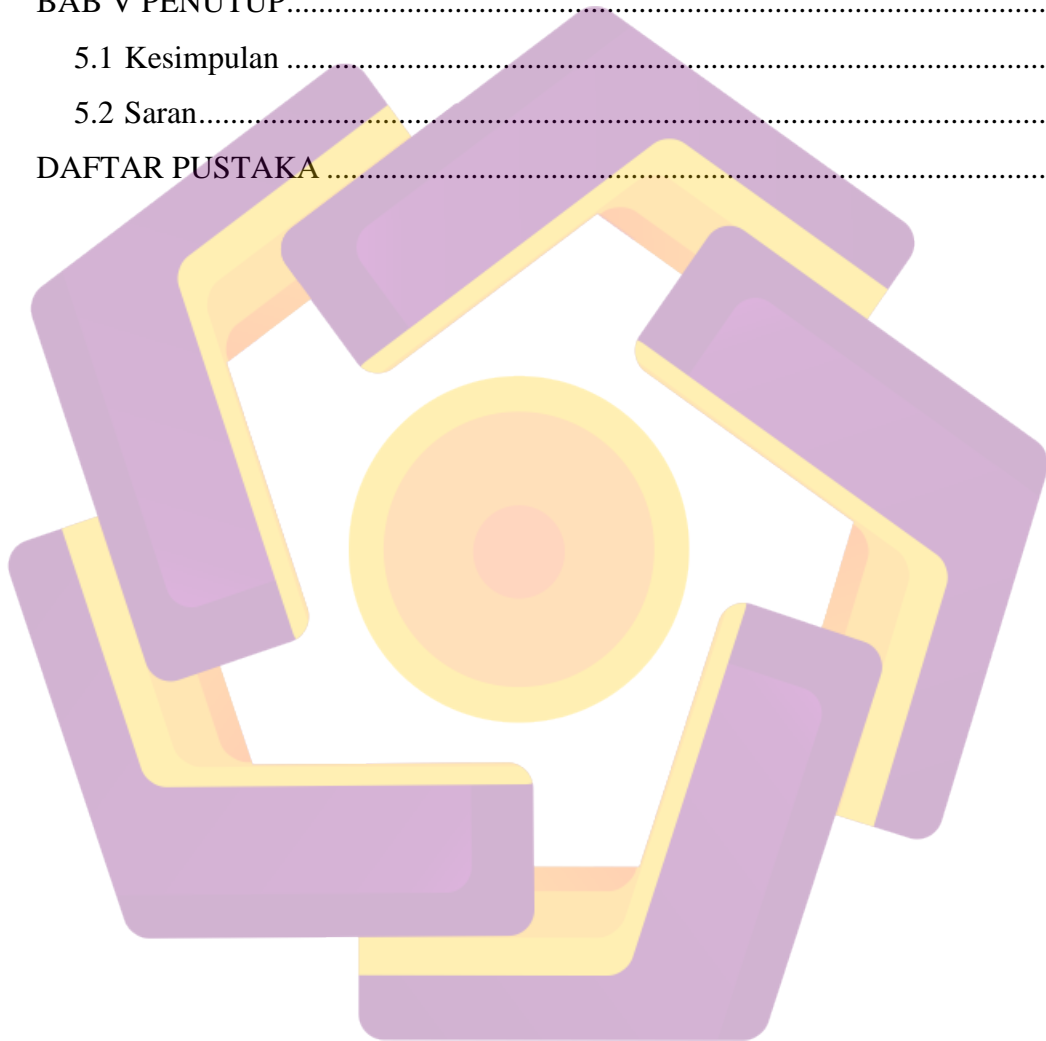 BAB V PENUTUP..........................................................................................
5.1 Kesimpulan ..........................................................................................
5.2 Saran..........................................................................................
DAFTAR PUSTAKA ..........................................................................................